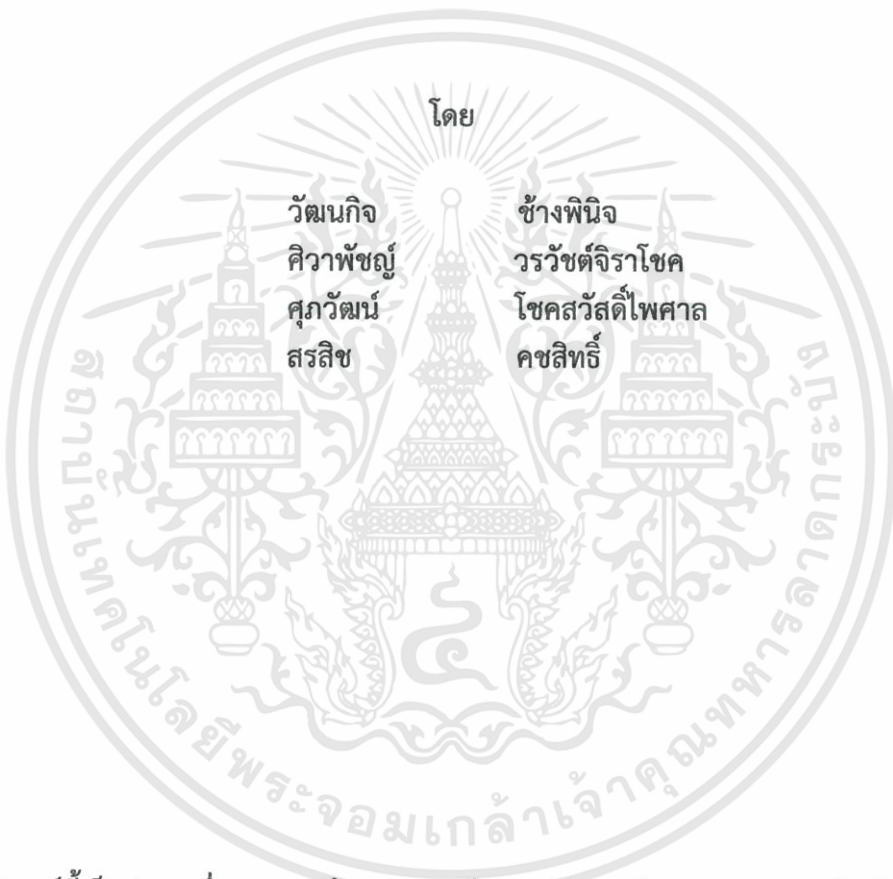 โดย
วัฒนกิจ ช้างพินิจ
ศิวาพัชญ์ วรวัชต์จิราโชค
ศุภวัฒน์ โชคสวัสดิ์ไพศาล
สรสิช คชสิทธิ์
สถาบันเทคโนโลยีพระจอมเกล้าเจ้าคุณทหารลาดกระบัง